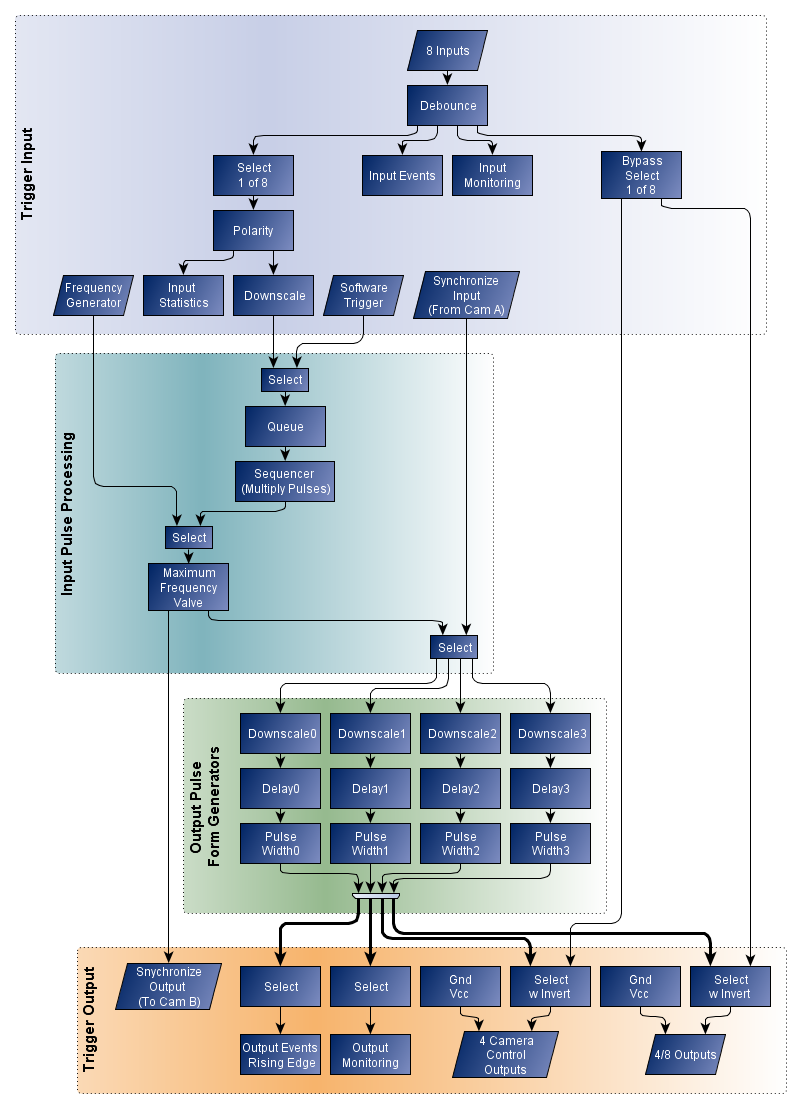 Trigger Input
8 Inputs
Debounce
Select
1 of 8
Input Events
Input
Monitoring
Bypass
Select
1 of 8
Polarity
Frequency
Generator
Input
Statistics
Downscale
Software
Trigger
Synchronize
Input
(From Cam A)
Input Pulse Processing
Select
Queue
Sequencer
(Multiply Pulses)
Select
Maximum
Frequency
Valve
Select
Output Pulse
Form Generators
Downscale0
Downscale1
Downscale2
Downscale3
Delay0
Delay1
Delay2
Delay3
Pulse
Width0
Pulse
Width1
Pulse
Width2
Pulse
Width3
Trigger Output
Snychronize
Output
(To Cam B)
Select
Select
Gnd
Vcc
Select
w Invert
Gnd
Vcc
Select
w Invert
Output Events
Rising Edge
Output
Monitoring
4 Camera
Control
Outputs
4/8 Outputs